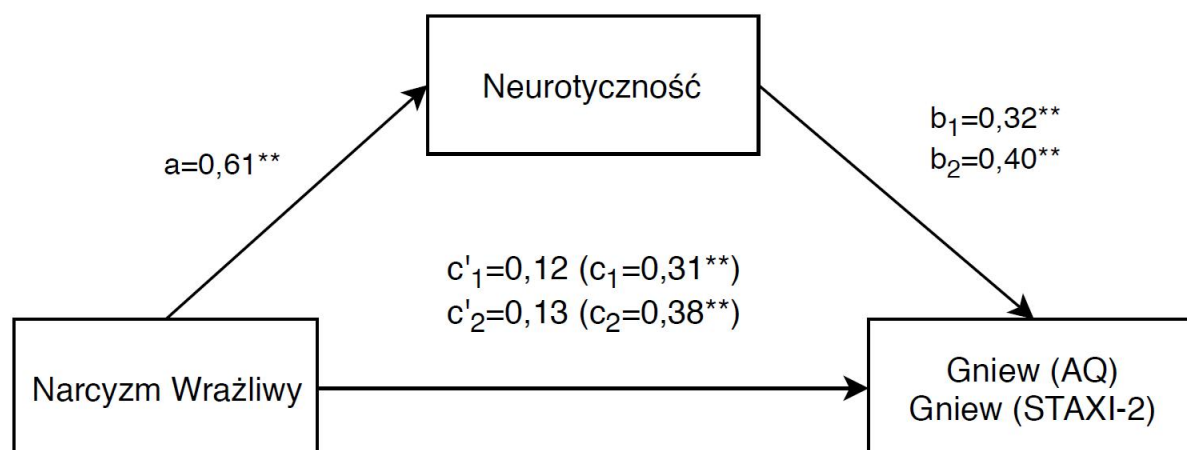 Neurotyczność
a=0,61**
b₁=0,32**
b₂=0,40**
c'₁=0,12 (c₁=0,31**)
c'₂=0,13 (c₂=0,38**)
Narcyzm Wrażliwy
Gniew (AQ)
Gniew (STAXI-2)